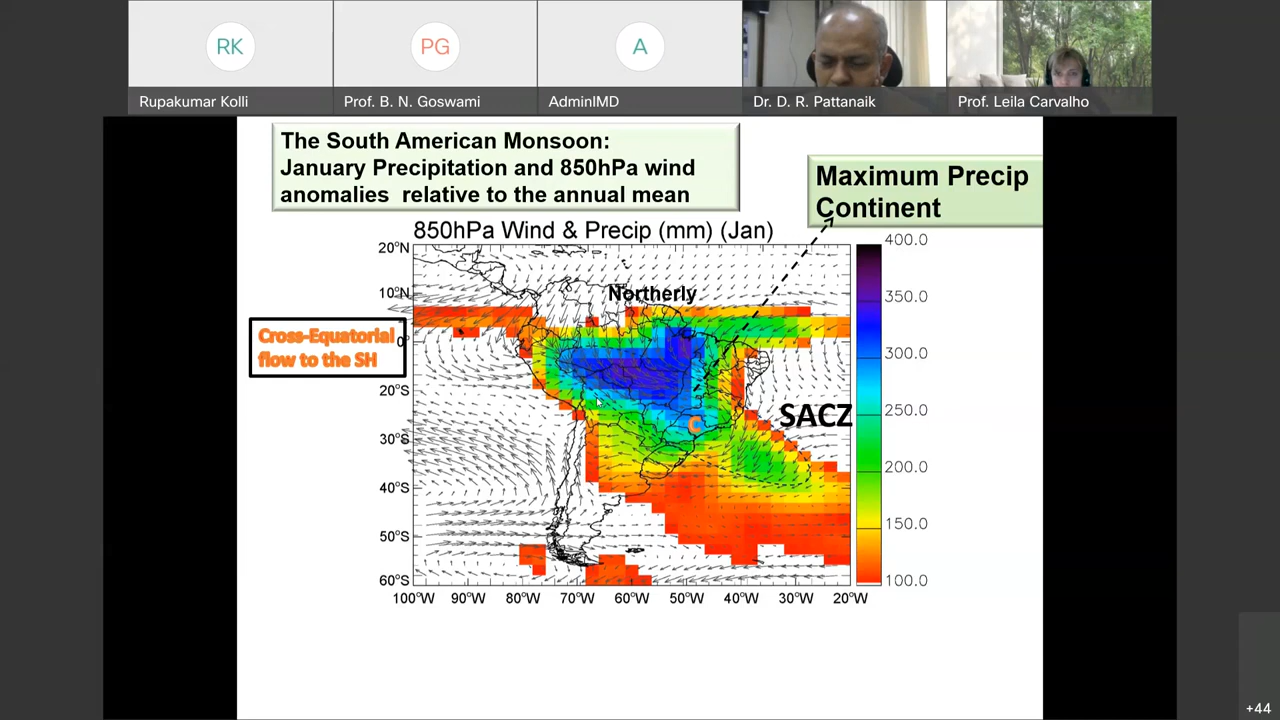 RK
PG
A
Rupakumar Kolli
Prof. B. N. Goswami
AdminIMD
Dr. D. R. Pattanaik
Prof. Leila Carvalho
The South American Monsoon:
January Precipitation and 850hPa wind
anomalies relative to the annual mean
Maximum Precip
Continent
850hPa Wind & Precip (mm) (Jan)
Northerly
Cross-Equatorial
flow to the SH
SACZ
C
20°N
10°N
0°
20°S
30°S
40°S
50°S
60°S
100°W 90°W 80°W 70°W 60°W 50°W 40°W 30°W 20°W
400.0
350.0
300.0
250.0
200.0
150.0
100.0
+44